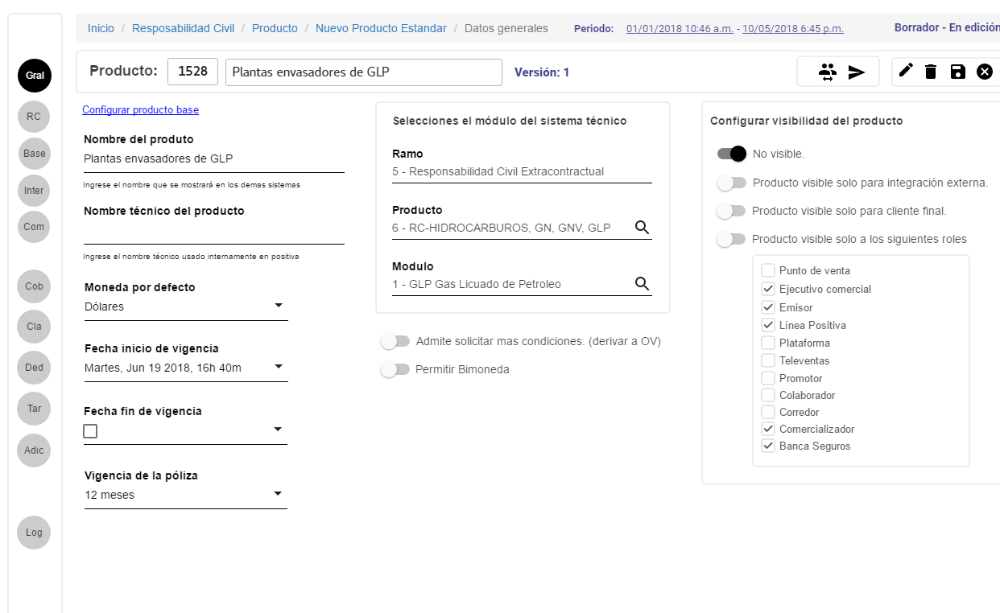 Inicio / Responsabilidad Civil / Producto / Nuevo Producto Estandar / Datos generales Periodo: 01/01/2018 10:46 a.m. - 10/05/2018 6:45 p.m. Borrador - En edición
Producto: 1528 Plantas envasadores de GLP Versión: 1
Gral
RC
Base
Inter
Com
Cob
Cla
Ded
Tar
Adic
Log
Configurar producto base
Nombre del produto
Plantas envasadores de GLP
Ingrese el nombre que se mostrará en los demas sistemas
Nombre técnico del producto
Ingrese el nombre técnico usado internamente en positiva
Moneda por defecto
Dólares
Fecha inicio de vigencia
Martes, Jun 19 2018, 16h 40m
Fecha fin de vigencia
Vigencia de la póliza
12 meses
Selecciones el módulo del sistema técnico
Ramo
5 - Responsabilidad Civil Extracontractual
Producto
6 - RC-HIDROCARBUROS, GN, GNV, GLP
Modulo
1 - GLP Gas Licuado de Petroleo
Admite solicitar mas condiciones. (derivar a OV)
Permitir Bimoneda
Configurar visibilidad del producto
No visible.
Producto visible solo para integración externa.
Producto visible solo para cliente final.
Producto visible solo a los siguientes roles
Punto de venta
Ejecutivo comercial
Emisor
Línea Positiva
Plataforma
Televentas
Promotor
Colaborador
Corredor
Comercializador
Banca Seguros